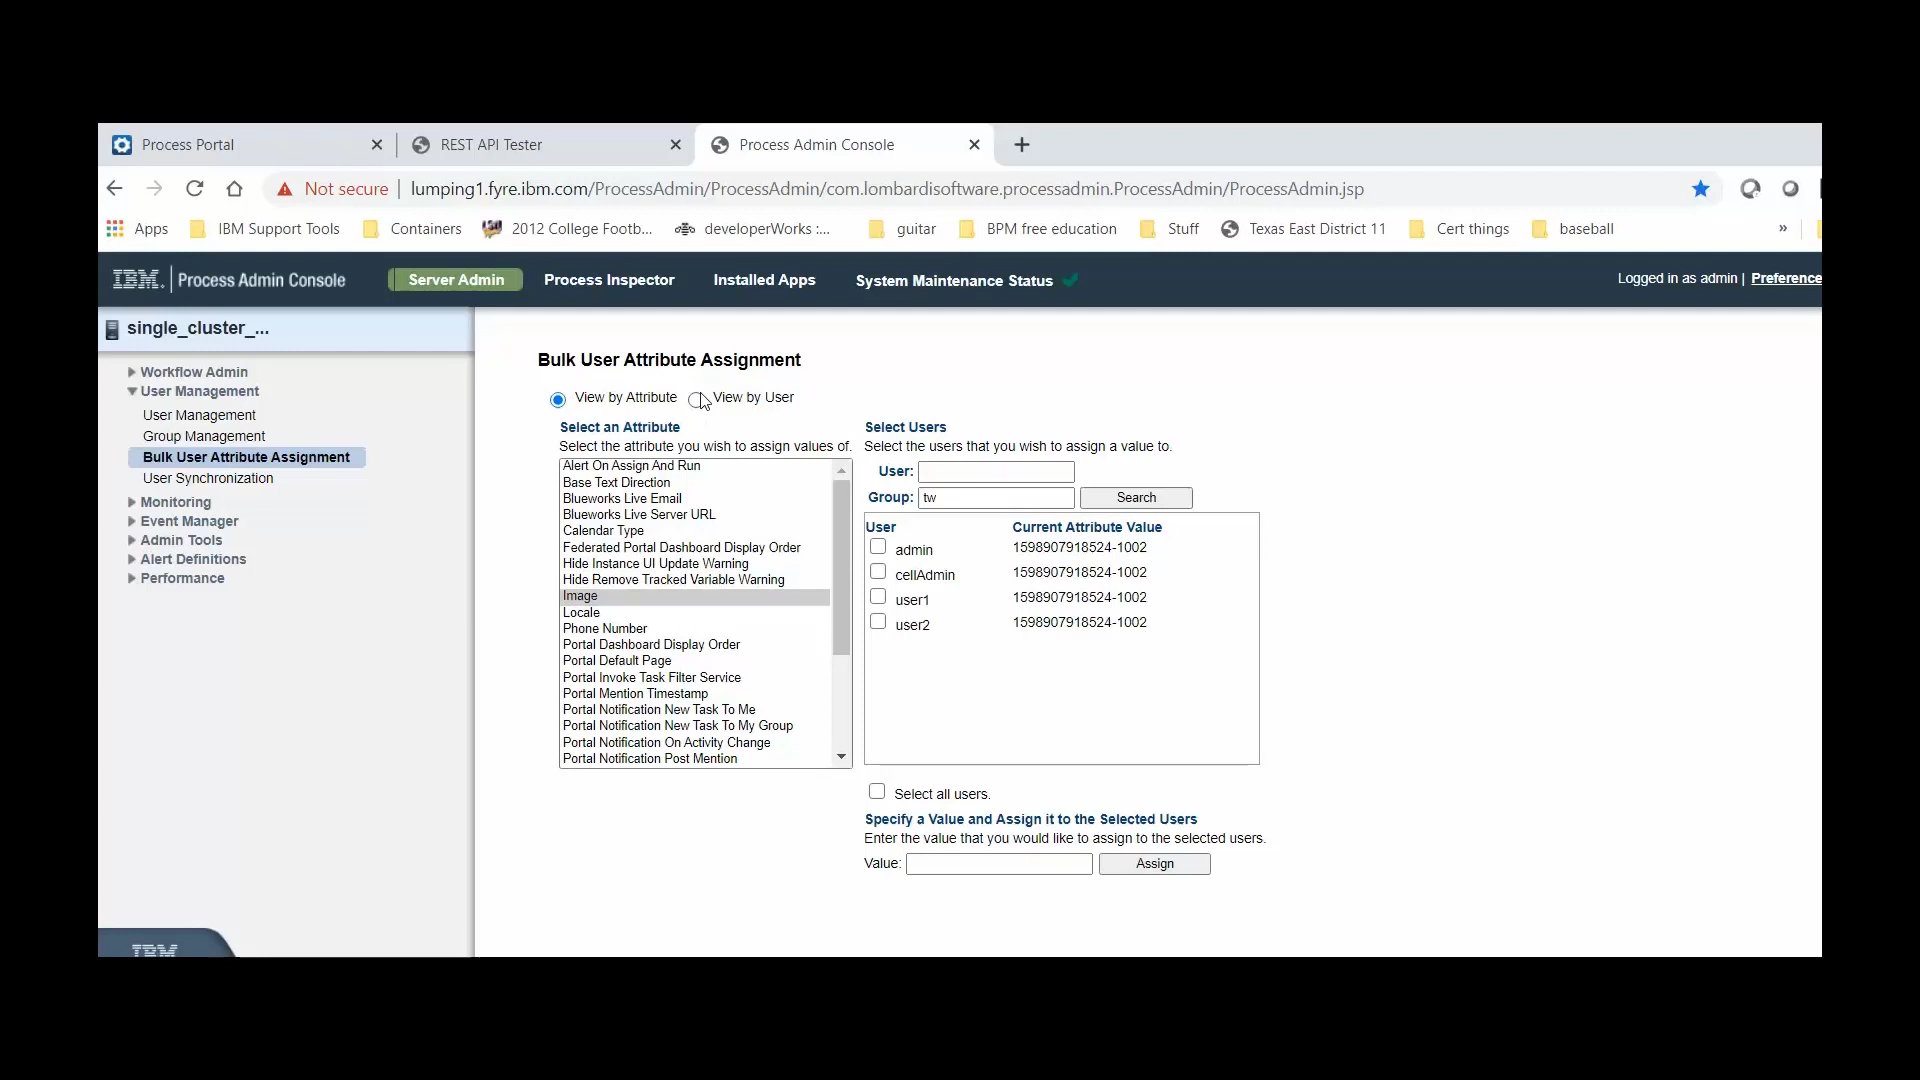 Process Portal
REST API Tester
Process Admin Console
Not secure | lumping1.fyre.ibm.com/ProcessAdmin/ProcessAdmin/com.lombardisoftware.processadmin.ProcessAdmin/ProcessAdmin.jsp
Apps IBM Support Tools Containers 2012 College Footb... developerWorks :... guitar BPM free education Stuff Texas East District 11 Cert things baseball »
IBM. Process Admin Console Server Admin Process Inspector Installed Apps System Maintenance Status Logged in as admin | Preference
single_cluster_...
Workflow Admin
User Management
User Management
Group Management
Bulk User Attribute Assignment
User Synchronization
Monitoring
Event Manager
Admin Tools
Alert Definitions
Performance
IBM
Bulk User Attribute Assignment
View by Attribute View by User
Select an Attribute
Select the attribute you wish to assign values of.
Alert On Assign And Run
Base Text Direction
Blueworks Live Email
Blueworks Live Server URL
Calendar Type
Federated Portal Dashboard Display Order
Hide Instance UI Update Warning
Hide Remove Tracked Variable Warning
Image
Locale
Phone Number
Portal Dashboard Display Order
Portal Default Page
Portal Invoke Task Filter Service
Portal Mention Timestamp
Portal Notification New Task To Me
Portal Notification New Task To My Group
Portal Notification On Activity Change
Portal Notification Post Mention
Select Users
Select the users that you wish to assign a value to.
User:
Group: tw Search
User Current Attribute Value
admin 1598907918524-1002
cellAdmin 1598907918524-1002
user1 1598907918524-1002
user2 1598907918524-1002
Select all users.
Specify a Value and Assign it to the Selected Users
Enter the value that you would like to assign to the selected users.
Value: Assign